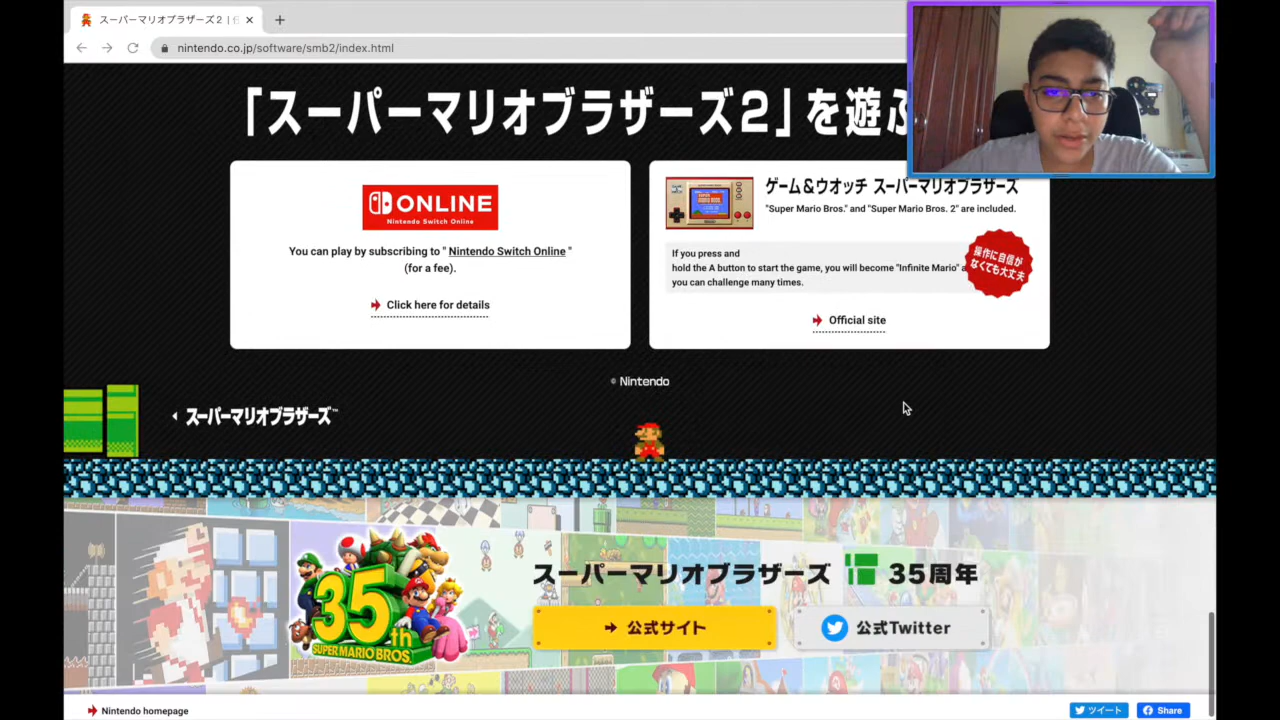 スーパーマリオブラザーズ２ | 任
nintendo.co.jp/software/smb2/index.html
「スーパーマリオブラザーズ２」を遊ぶ
ONLINE
Nintendo Switch Online
You can play by subscribing to " Nintendo Switch Online "
(for a fee).
Click here for details
ゲーム＆ウオッチ スーパーマリオブラザーズ
"Super Mario Bros." and "Super Mario Bros. 2" are included.
If you press and
hold the A button to start the game, you will become "Infinite Mario" a
you can challenge many times.
操作に自信が
なくても大丈夫
Official site
© Nintendo
スーパーマリオブラザーズ™
35th
SUPER MARIO BROS.
スーパーマリオブラザーズ 35周年
公式サイト
公式Twitter
Nintendo homepage
ツイート
Share